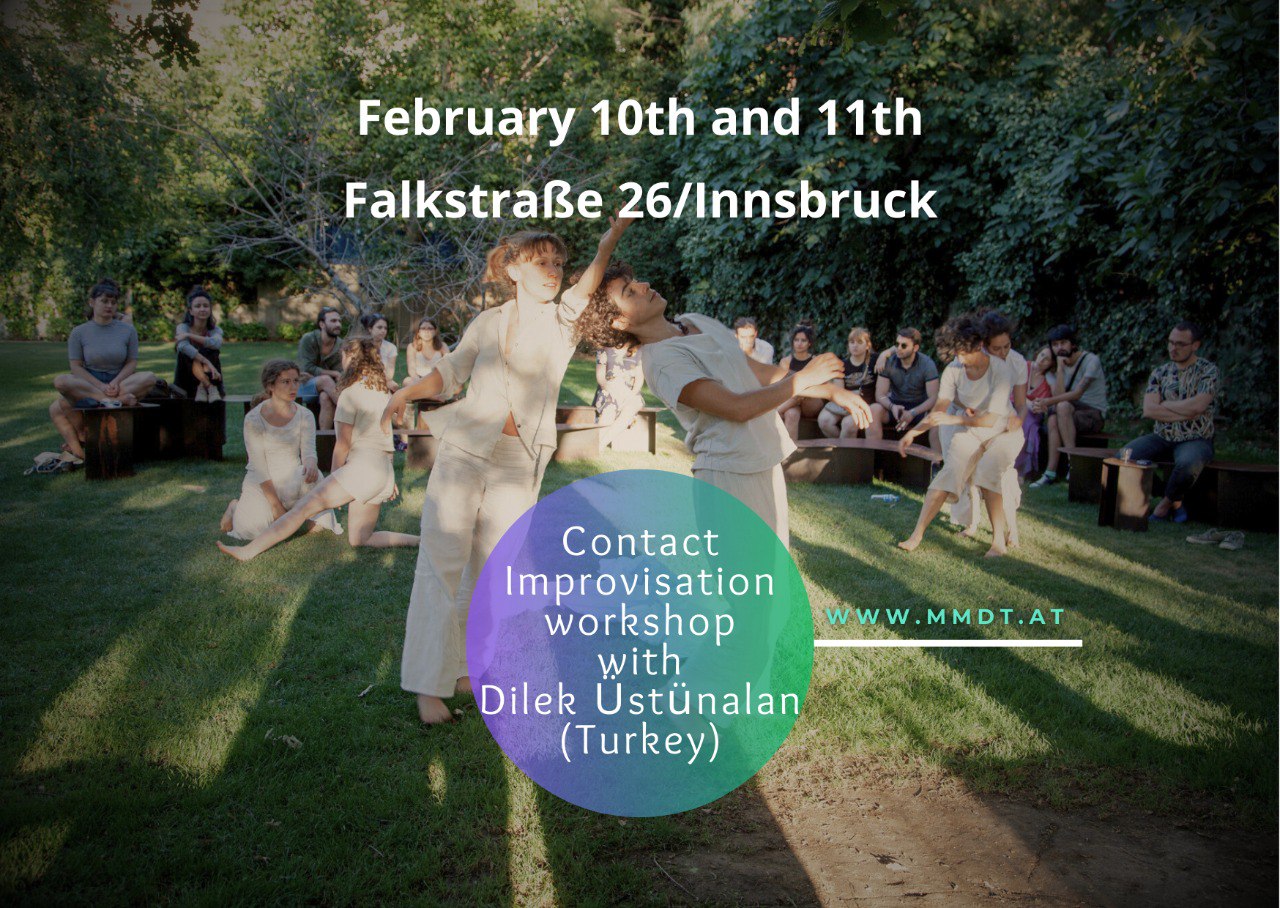 February 10th and 11th
Falkstraße 26/Innsbruck
Contact
Improvisation
workshop
with
Dilek Üstünalan
(Turkey)
WWW.MMDT.AT